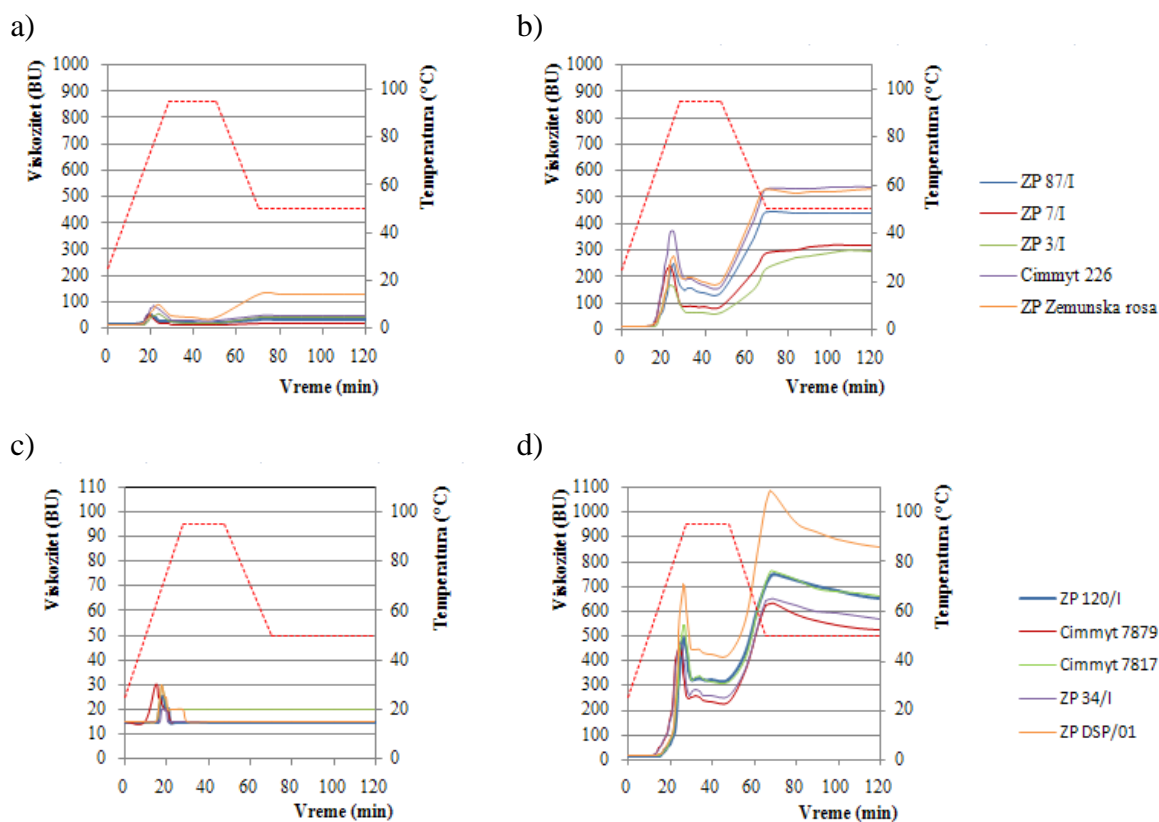 a)
Viskozitet (BU)
1000
900
800
700
600
500
400
300
200
100
0
0 20 40 60 80 100 120
Vreme (min)
100
80
60
40
20
0
Temperatura (°C)
b)
Viskozitet (BU)
1000
900
800
700
600
500
400
300
200
100
0
0 20 40 60 80 100 120
Vreme (min)
100
80
60
40
20
0
Temperatura (°C)
ZP 87/I
ZP 7/I
ZP 3/I
Cimmyt 226
ZP Zemunska rosa
c)
Viskozitet (BU)
110
100
90
80
70
60
50
40
30
20
10
0
0 20 40 60 80 100 120
Vreme (min)
100
80
60
40
20
0
Temperatura (°C)
d)
Viskozitet (BU)
1100
1000
900
800
700
600
500
400
300
200
100
0
0 20 40 60 80 100 120
Vreme (min)
100
80
60
40
20
0
Temperatura (°C)
ZP 120/I
Cimmyt 7879
Cimmyt 7817
ZP 34/I
ZP DSP/01